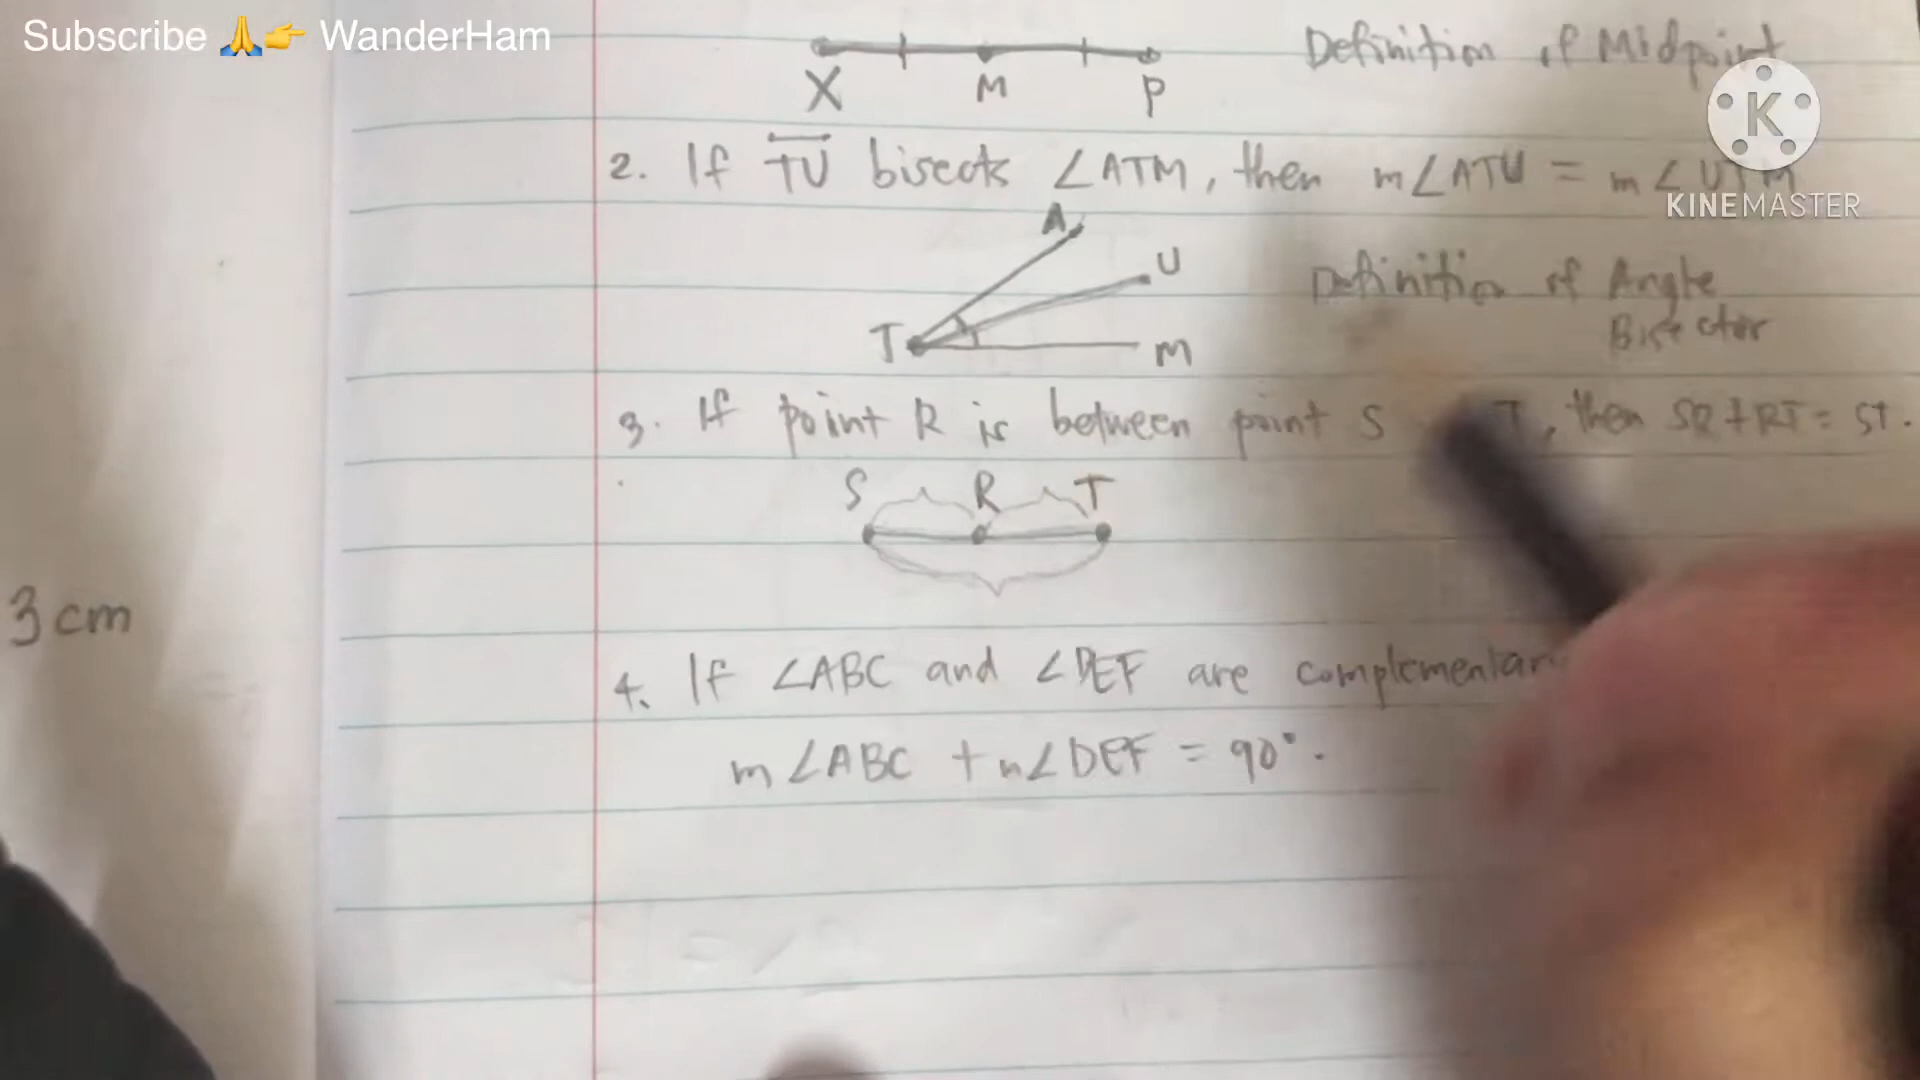 Subscribe 🙏👉 WanderHam
Definition of Midpoint
X M P
K
KINEMASTER
2. If TU bisects ∠ATM, then m∠ATU = m∠UTM
A
U
T
M
Definition of Angle
Bisector
3. If point R is between point S T, then SR+RT = ST.
S R T
3 cm
4. If ∠ABC and ∠DEF are complementar
m∠ABC + m∠DEF = 90°.